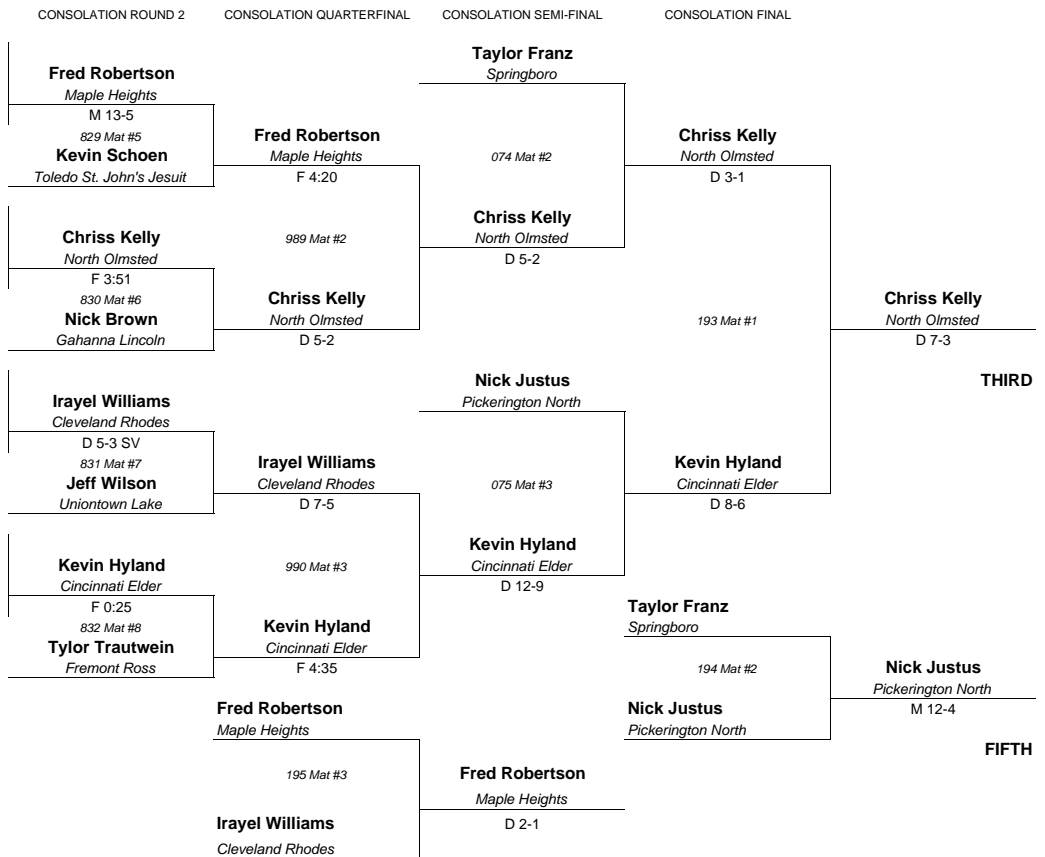 CONSOLATION ROUND 2
CONSOLATION QUARTERFINAL
CONSOLATION SEMI-FINAL
CONSOLATION FINAL
Fred Robertson
Maple Heights
M 13-5
829 Mat #5
Kevin Schoen
Toledo St. John's Jesuit
Chriss Kelly
North Olmsted
F 3:51
830 Mat #6
Nick Brown
Gahanna Lincoln
Irayel Williams
Cleveland Rhodes
D 5-3 SV
831 Mat #7
Jeff Wilson
Uniontown Lake
Kevin Hyland
Cincinnati Elder
F 0:25
832 Mat #8
Tylor Trautwein
Fremont Ross
Fred Robertson
Maple Heights
F 4:20
989 Mat #2
Chriss Kelly
North Olmsted
D 5-2
Irayel Williams
Cleveland Rhodes
D 7-5
990 Mat #3
Kevin Hyland
Cincinnati Elder
F 4:35
Fred Robertson
Maple Heights
195 Mat #3
Irayel Williams
Cleveland Rhodes
Taylor Franz
Springboro
074 Mat #2
Chriss Kelly
North Olmsted
D 5-2
Nick Justus
Pickerington North
075 Mat #3
Kevin Hyland
Cincinnati Elder
D 12-9
Fred Robertson
Maple Heights
D 2-1
Chriss Kelly
North Olmsted
D 3-1
193 Mat #1
Kevin Hyland
Cincinnati Elder
D 8-6
Taylor Franz
Springboro
194 Mat #2
Nick Justus
Pickerington North
Chriss Kelly
North Olmsted
D 7-3
THIRD
Nick Justus
Pickerington North
M 12-4
FIFTH